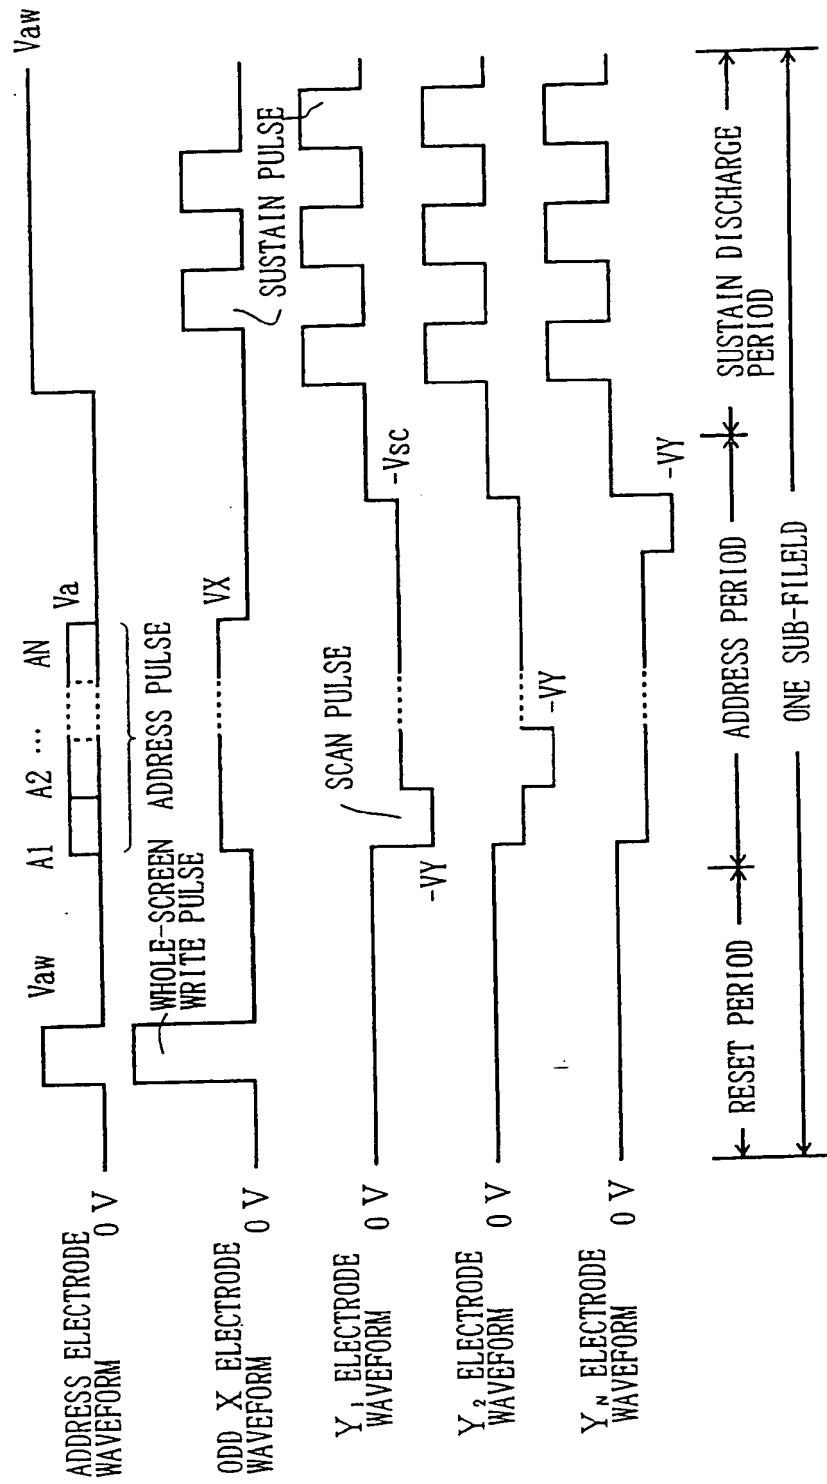 ADDRESS ELECTRODE
WAVEFORM
0 V
Vaw
A1 A2 ... AN
Va
Vaw
ADDRESS PULSE
WHOLE-SCREEN
WRITE PULSE
ODD X ELECTRODE
WAVEFORM
0 V
VX
SUSTAIN PULSE
Y1 ELECTRODE
WAVEFORM
0 V
-VY
SCAN PULSE
-Vsc
Y2 ELECTRODE
WAVEFORM
0 V
-VY
YN ELECTRODE
WAVEFORM
0 V
-VY
RESET PERIOD
ADDRESS PERIOD
SUSTAIN DISCHARGE
PERIOD
ONE SUB-FILELD